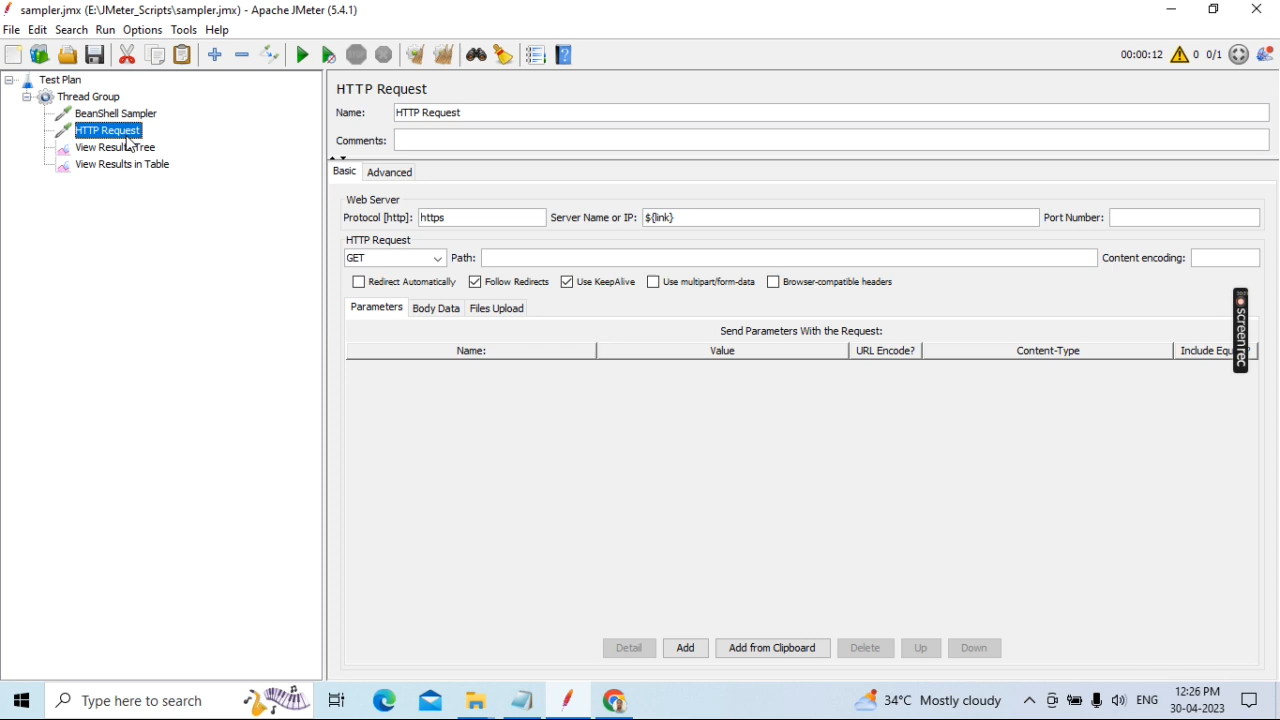 sampler.jmx (E:\JMeter_Scripts\sampler.jmx) - Apache JMeter (5.4.1)
File Edit Search Run Options Tools Help
00:00:12 0 0/1
Test Plan
Thread Group
BeanShell Sampler
HTTP Request
View Results Tree
View Results in Table
HTTP Request
Name: HTTP Request
Comments:
Basic Advanced
Web Server
Protocol [http]: https Server Name or IP: ${link} Port Number:
HTTP Request
GET Path: Content encoding:
Redirect Automatically Follow Redirects Use KeepAlive Use multipart/form-data Browser-compatible headers
Parameters Body Data Files Upload
Send Parameters With the Request:
Name: Value URL Encode? Content-Type Include
screenrec
Detail Add Add from Clipboard Delete Up Down
Type here to search
34°C Mostly cloudy
ENG
12:26 PM
30-04-2023